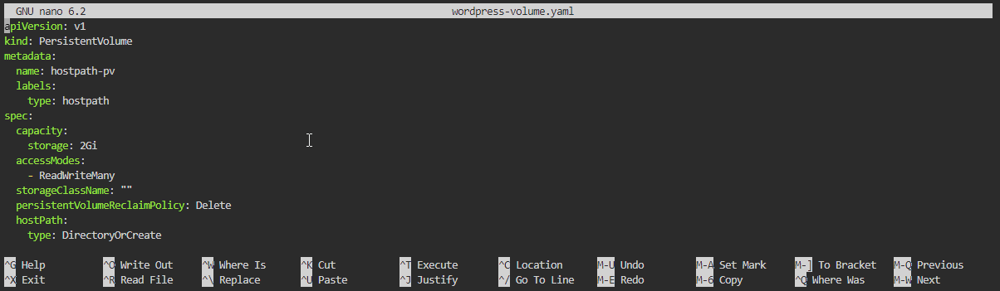 GNU nano 6.2 wordpress-volume.yaml
apiVersion: v1
kind: PersistentVolume
metadata:
  name: hostpath-pv
  labels:
    type: hostpath
spec:
  capacity:
    storage: 2Gi
  accessModes:
    - ReadWriteMany
  storageClassName: ""
  persistentVolumeReclaimPolicy: Delete
  hostPath:
    type: DirectoryOrCreate
^G Help ^O Write Out ^W Where Is ^K Cut ^T Execute ^C Location M-U Undo M-A Set Mark M-] To Bracket M-Q Previous
^X Exit ^R Read File ^\ Replace ^U Paste ^J Justify ^/ Go To Line M-E Redo M-6 Copy ^Q Where Was M-W Next